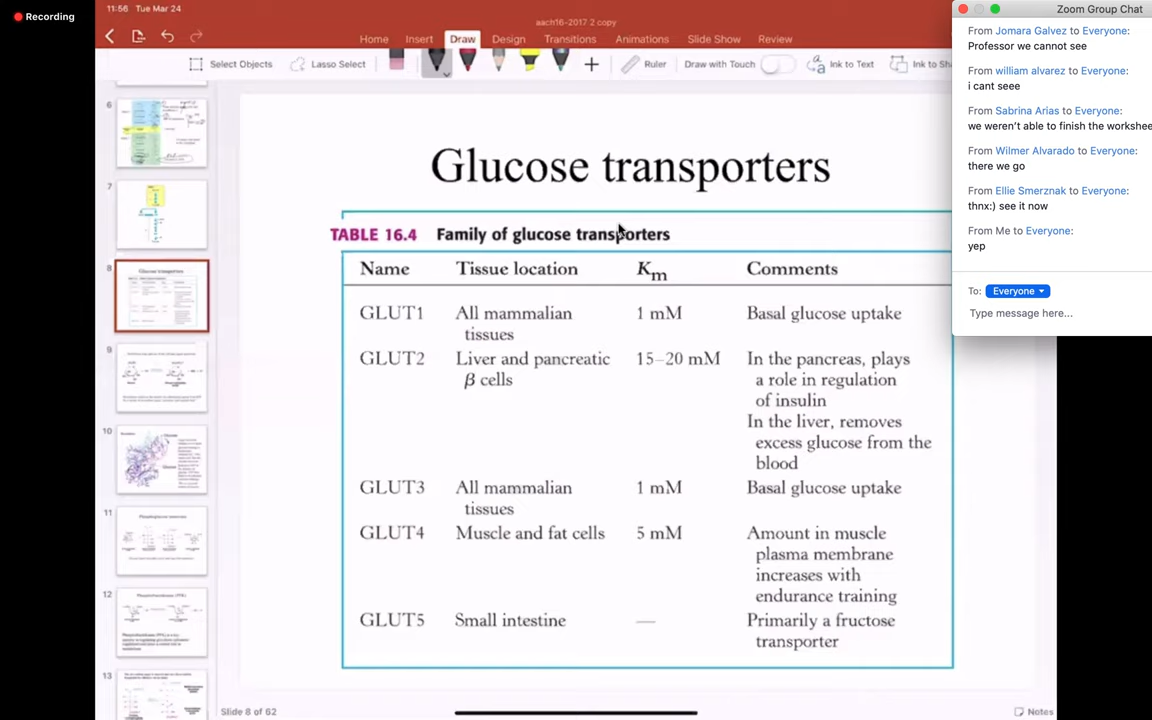 Recording
11:56 Tue Mar 24
aach16-2017 2 copy
Home Insert Draw Design Transitions Animations Slide Show Review
Select Objects Lasso Select Ruler Draw with Touch Ink to Text Ink to Sh
6
7
8
9
10
11
12
13
Glucose transporters
TABLE 16.4 Family of glucose transporters
Name Tissue location Km Comments
GLUT1 All mammalian 1 mM Basal glucose uptake
tissues
GLUT2 Liver and pancreatic 15–20 mM In the pancreas, plays
β cells a role in regulation
of insulin
In the liver, removes
excess glucose from the
blood
GLUT3 All mammalian 1 mM Basal glucose uptake
tissues
GLUT4 Muscle and fat cells 5 mM Amount in muscle
plasma membrane
increases with
endurance training
GLUT5 Small intestine — Primarily a fructose
transporter
Slide 8 of 62
Notes
Zoom Group Chat
From Jomara Galvez to Everyone:
Professor we cannot see
From william alvarez to Everyone:
i cant seee
From Sabrina Arias to Everyone:
we weren't able to finish the workshee
From Wilmer Alvarado to Everyone:
there we go
From Ellie Smerznak to Everyone:
thnx:) see it now
From Me to Everyone:
yep
To: Everyone
Type message here...